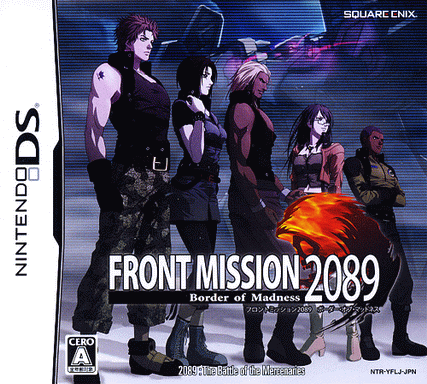 SQUARE ENIX
NINTENDO DS
FRONT MISSION 2089
Border of Madness
フロントミッション2089 ボーダー・オブ・マッドネス
CERO
A
2089 The Battle of the Mercenaries
NTR-YFLJ-JPN